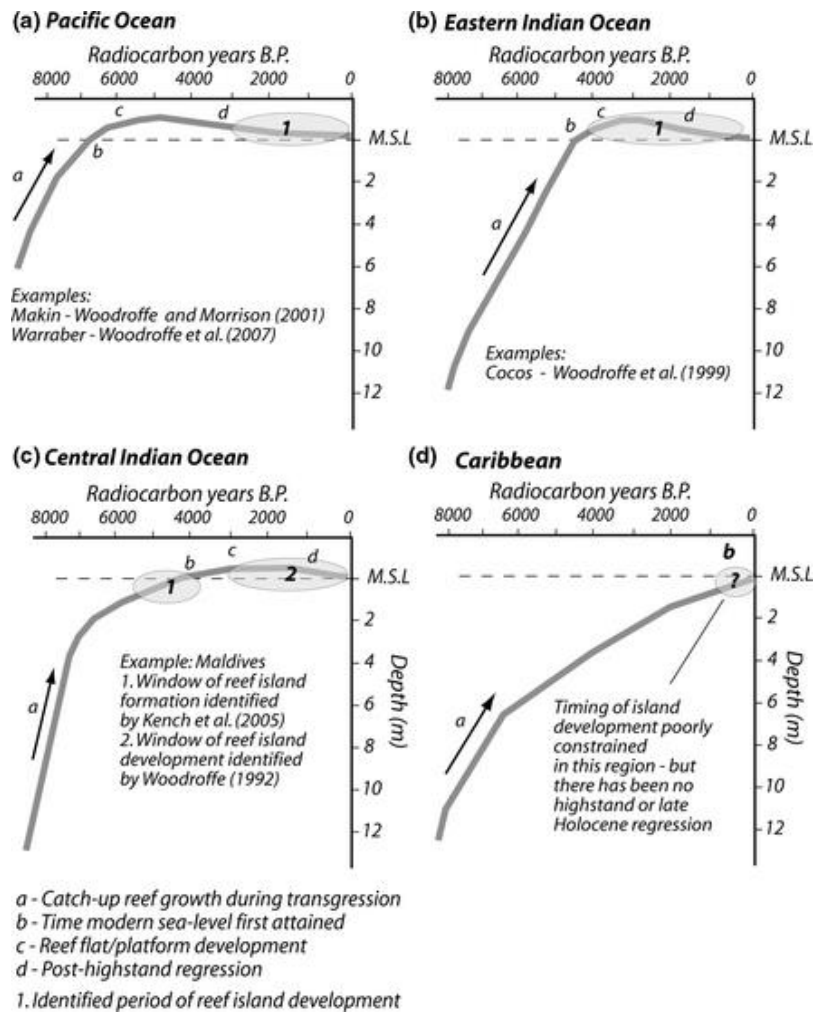 (a) Pacific Ocean
Radiocarbon years B.P.
8000 6000 4000 2000 0
c
d
1
M.S.L
b
a
2
4
6
8
10
12
Examples:
Makin - Woodroffe and Morrison (2001)
Warraber - Woodroffe et al. (2007)
(b) Eastern Indian Ocean
Radiocarbon years B.P.
8000 6000 4000 2000 0
b
c
1
d
M.S.L
a
2
4
6
8
10
12
Examples:
Cocos - Woodroffe et al. (1999)
(c) Central Indian Ocean
Radiocarbon years B.P.
8000 6000 4000 2000 0
1
b
c
2
d
M.S.L
a
2
4
6
8
10
12
Depth (m)
Example: Maldives
1. Window of reef island
formation identified
by Kench et al. (2005)
2. Window of reef island
development identified
by Woodroffe (1992)
(d) Caribbean
Radiocarbon years B.P.
8000 6000 4000 2000 0
b
?
M.S.L
a
2
4
6
8
10
12
Depth (m)
Timing of island
development poorly
constrained
in this region - but
there has been no
highstand or late
Holocene regression
a - Catch-up reef growth during transgression
b - Time modern sea-level first attained
c - Reef flat/platform development
d - Post-highstand regression
1. Identified period of reef island development